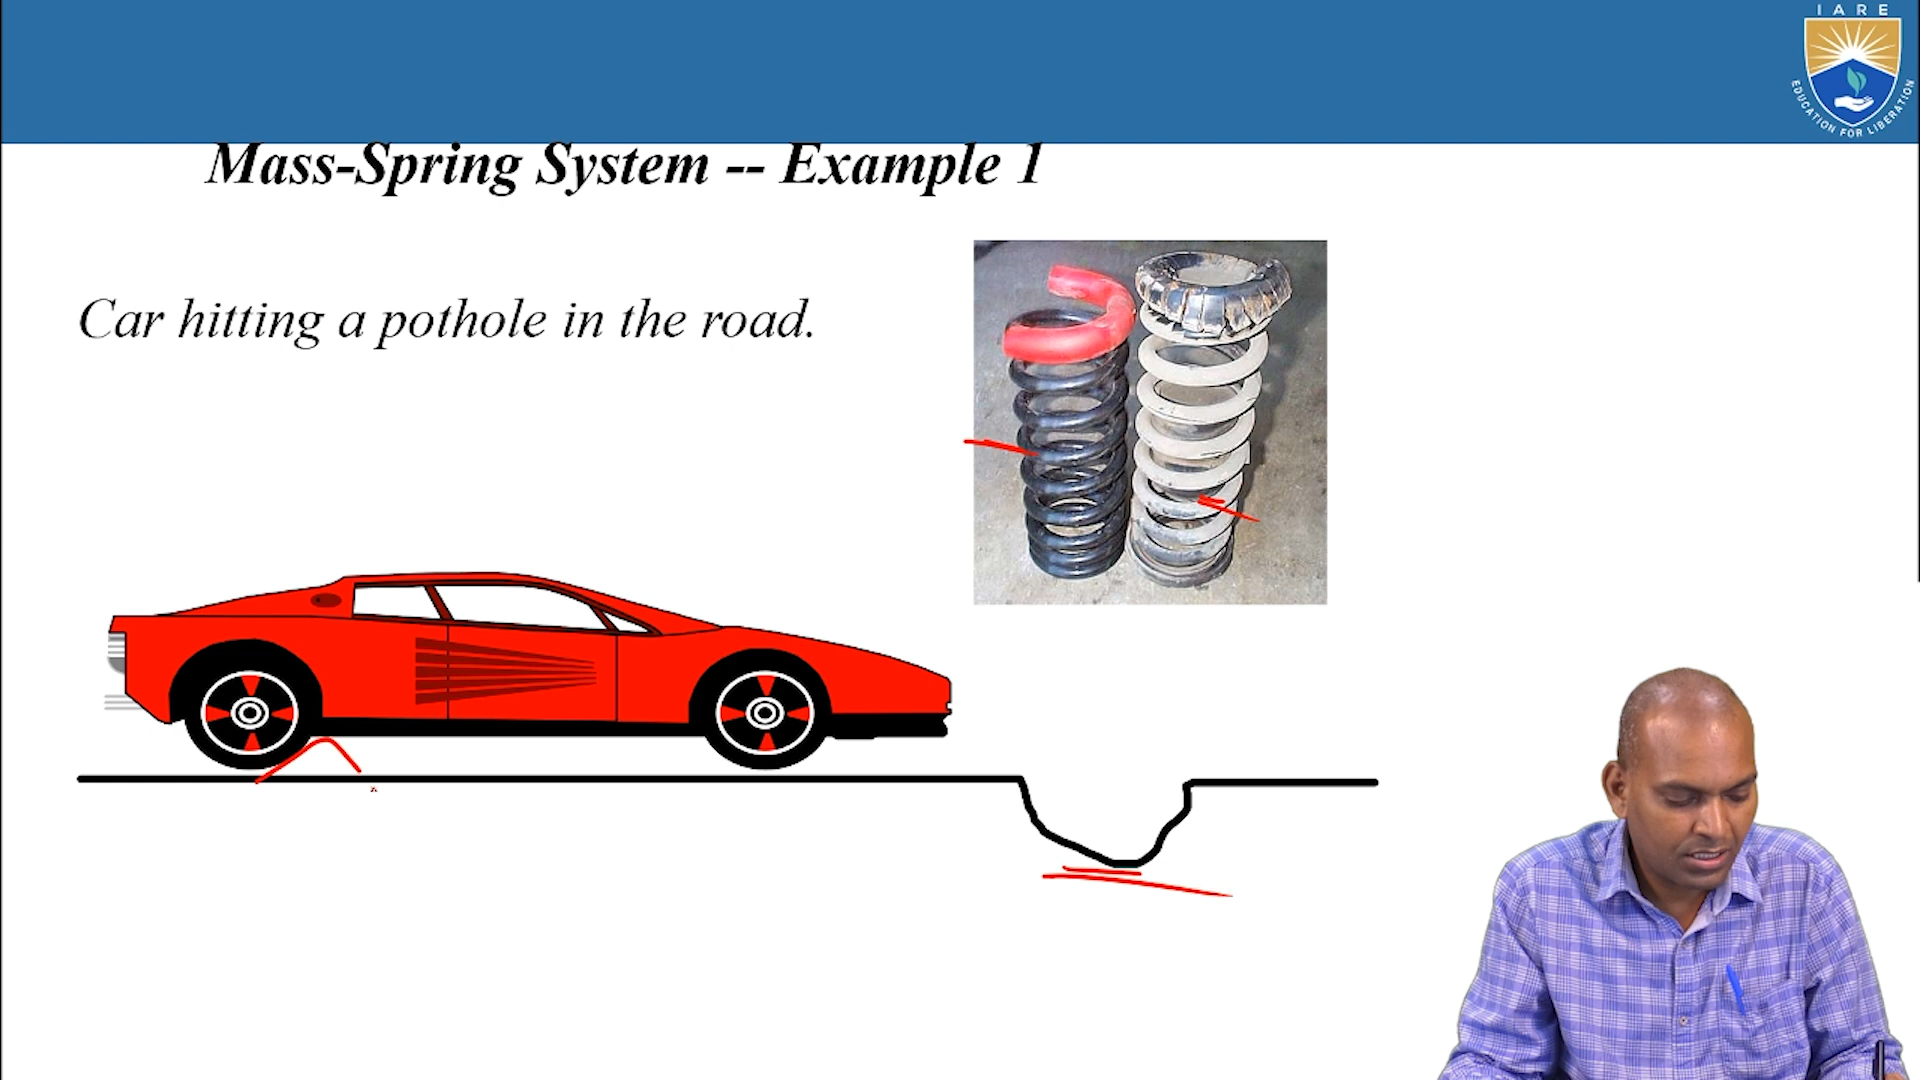 IARE
EDUCATION FOR LIBERATION
Mass-Spring System -- Example 1
Car hitting a pothole in the road.